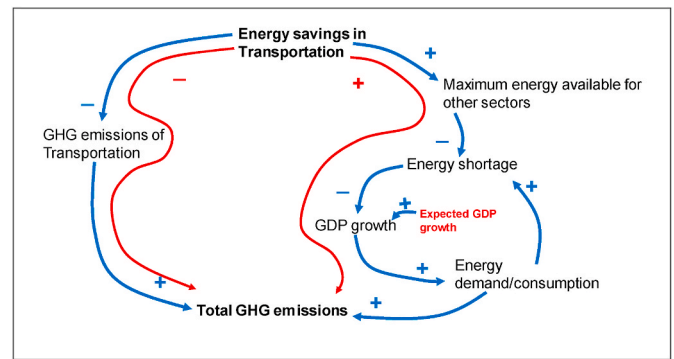 Energy savings in
Transportation
+
–
–
+
Maximum energy available for
other sectors
GHG emissions of
Transportation
–
Energy shortage
–
+
+
Expected GDP
growth
GDP growth
+
Energy
demand/consumption
+
+
Total GHG emissions